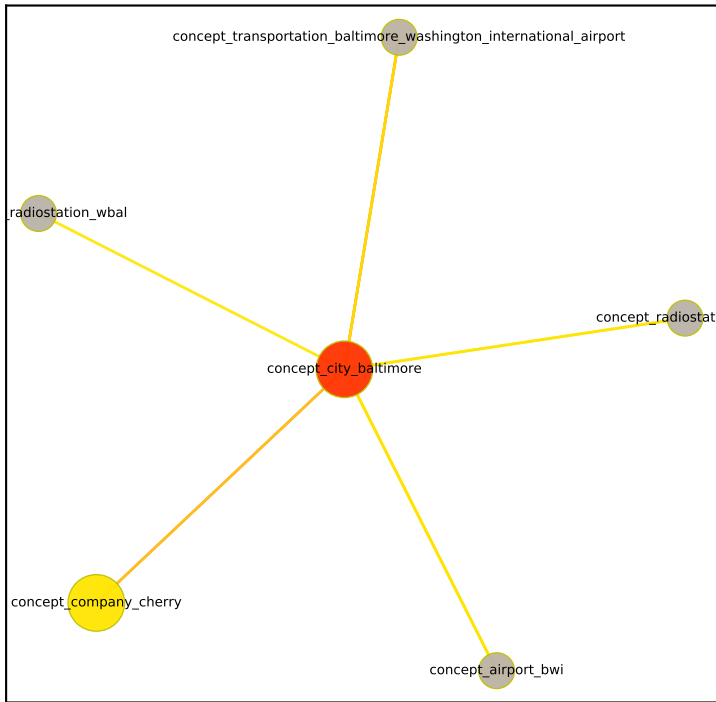 concept_transportation_baltimore_washington_international_airport
_radiostation_wbal
concept_radiostat
concept_city_baltimore
concept_company_cherry
concept_airport_bwi